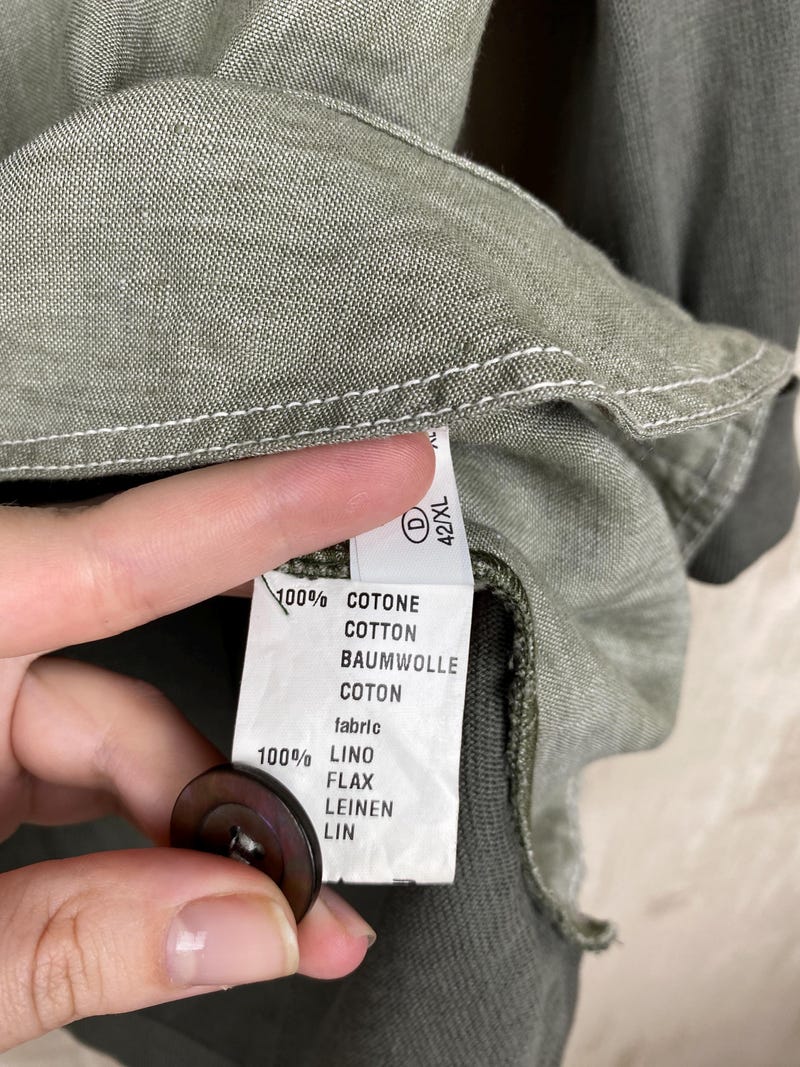 D
42/XL
100% COTONE
COTTON
BAUMWOLLE
COTON
fabric
100% LINO
FLAX
LEINEN
LIN